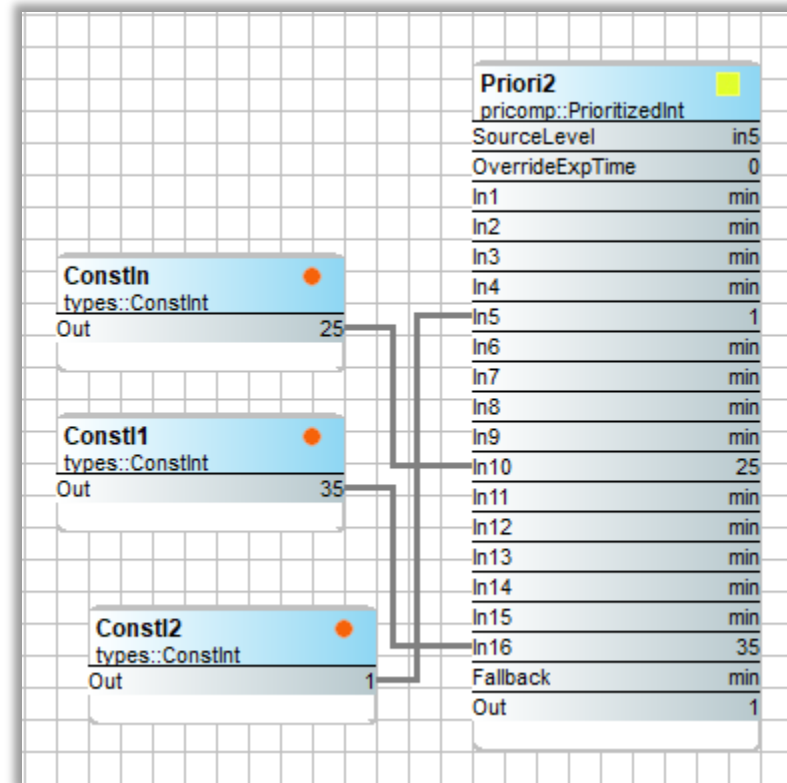 ConstIn
types::ConstInt
Out 25
ConstI1
types::ConstInt
Out 35
ConstI2
types::ConstInt
Out 1
Priori2
pricomp::PrioritizedInt
SourceLevel in5
OverrideExpTime 0
In1 min
In2 min
In3 min
In4 min
In5 1
In6 min
In7 min
In8 min
In9 min
In10 25
In11 min
In12 min
In13 min
In14 min
In15 min
In16 35
Fallback min
Out 1